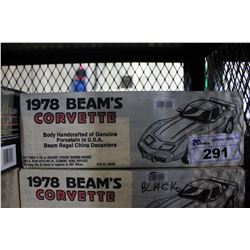 1978 BEAM'S
CORVETTE
Body Handcrafted of Genuine
Porcelain in U.S.A.
Beam Regal China Decanters
291
1978 BEAM'S
CORVETTE
BLACK